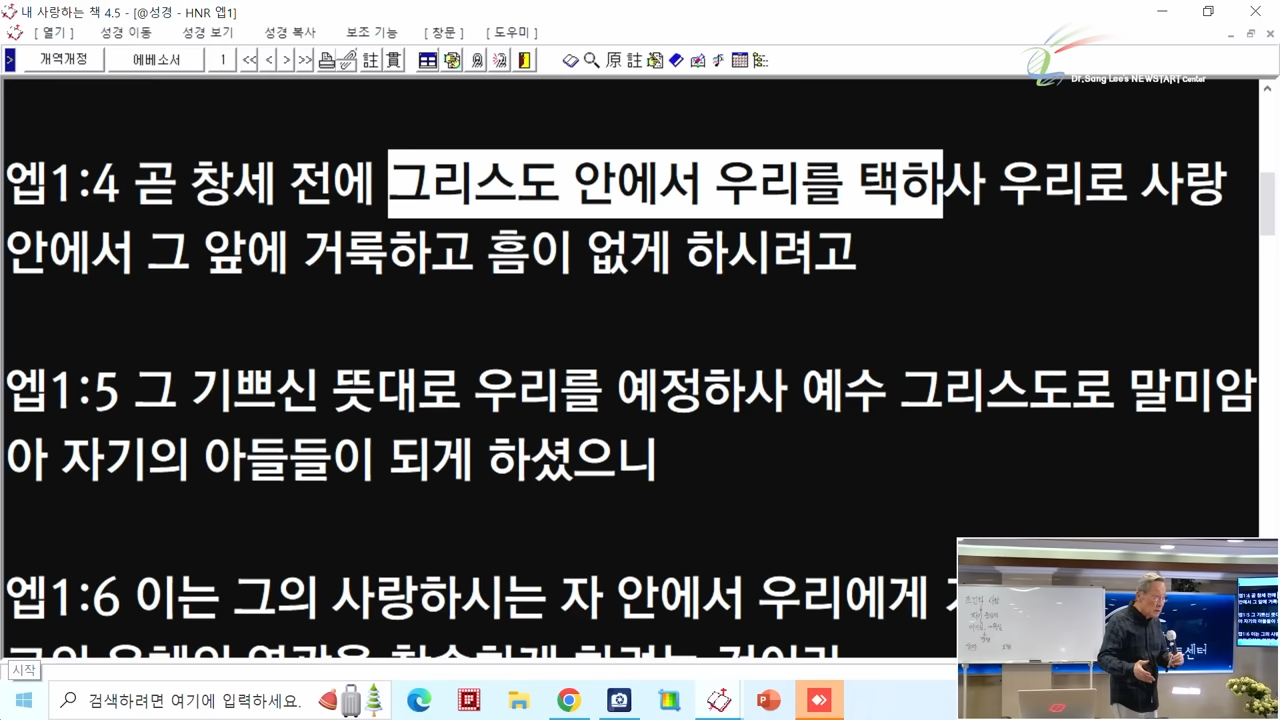 내 사랑하는 책 4.5 - [@성경 - HNR 엡1]
[ 열기 ] 성경 이동 성경 보기 성경 복사 보조 기능 [ 창문 ] [ 도우미 ]
개역개정 에베소서 1 << < > >> 註 貫 原 註
Dr.Sang Lee's NEWSTART Center
엡1:4 곧 창세 전에 그리스도 안에서 우리를 택하사 우리로 사랑
안에서 그 앞에 거룩하고 흠이 없게 하시려고
엡1:5 그 기쁘신 뜻대로 우리를 예정하사 예수 그리스도로 말미암
아 자기의 아들들이 되게 하셨으니
엡1:6 이는 그의 사랑하시는 자 안에서 우리에게
시작
검색하려면 여기에 입력하세요.
센터